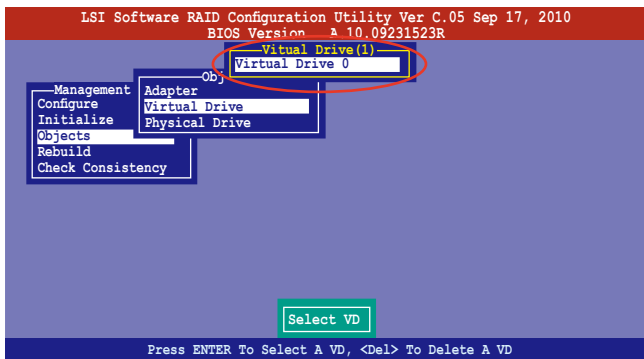 LSI Software RAID Configuration Utility Ver C.05 Sep 17, 2010
BIOS Version A 10.09231523R
Vitual Drive(1)
Virtual Drive 0
Obj
Adapter
Virtual Drive
Physical Drive
Management
Configure
Initialize
Objects
Rebuild
Check Consistency
Select VD
Press ENTER To Select A VD, <Del> To Delete A VD